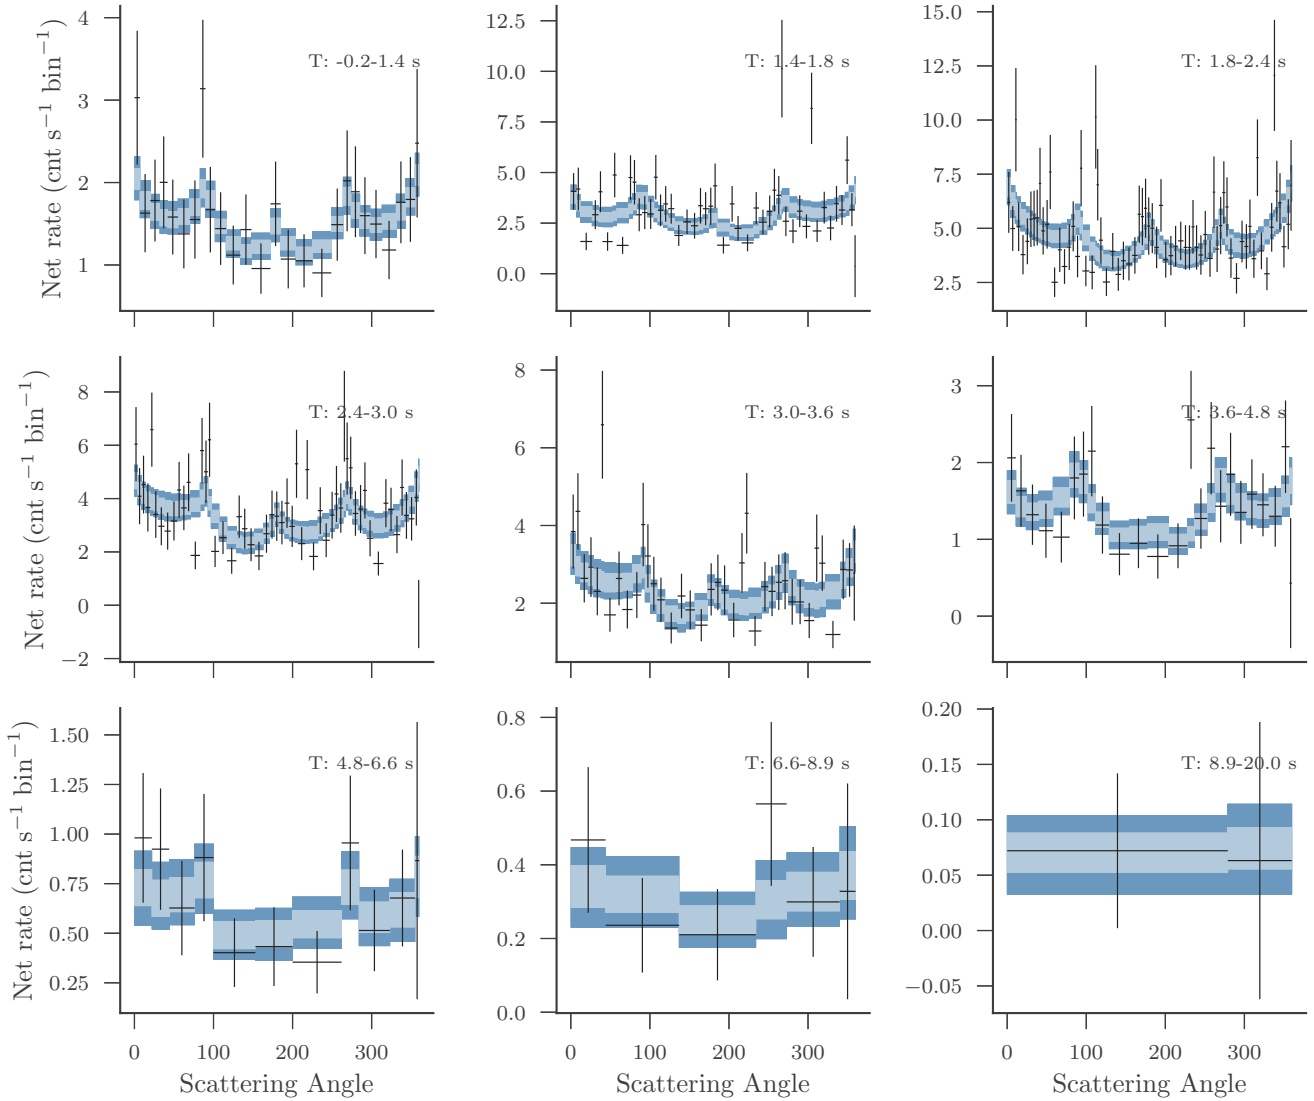 Net rate (cnt s⁻¹ bin⁻¹)
4
3
2
1
T: -0.2-1.4 s
12.5
10.0
7.5
5.0
2.5
0.0
T: 1.4-1.8 s
15.0
12.5
10.0
7.5
5.0
2.5
T: 1.8-2.4 s
Net rate (cnt s⁻¹ bin⁻¹)
8
6
4
2
0
−2
T: 2.4-3.0 s
8
6
4
2
T: 3.0-3.6 s
3
2
1
0
T: 3.6-4.8 s
Net rate (cnt s⁻¹ bin⁻¹)
1.50
1.25
1.00
0.75
0.50
0.25
T: 4.8-6.6 s
0 100 200 300
Scattering Angle
0.8
0.6
0.4
0.2
0.0
T: 6.6-8.9 s
0 100 200 300
Scattering Angle
0.20
0.15
0.10
0.05
0.00
−0.05
T: 8.9-20.0 s
0 100 200 300
Scattering Angle